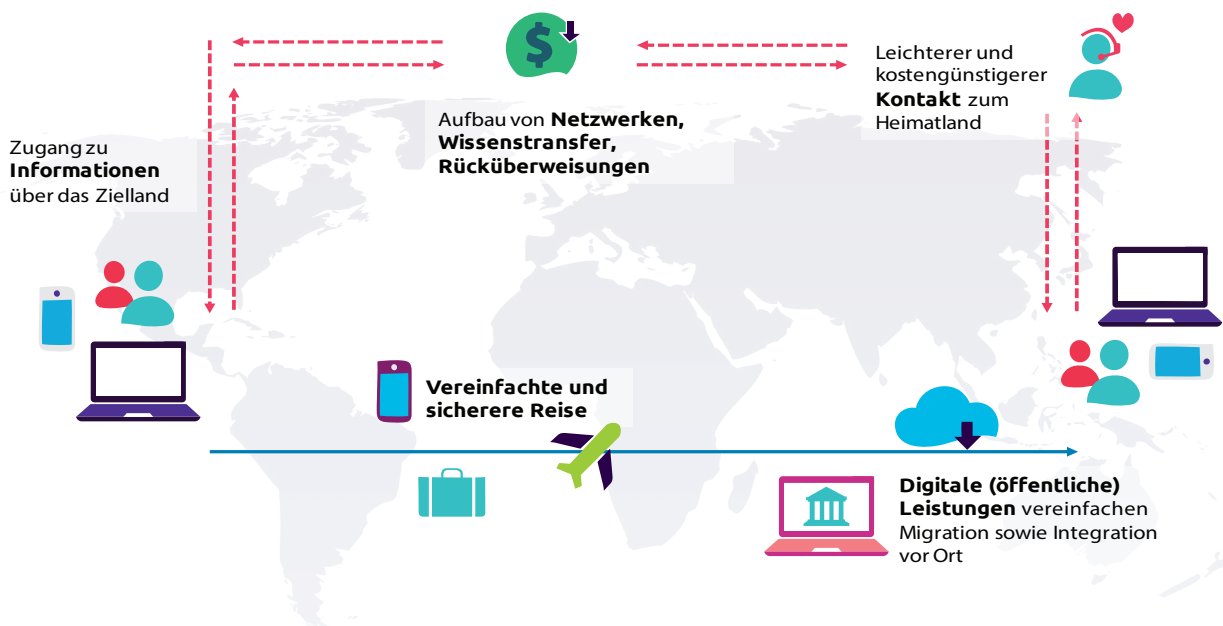 Zugang zu
Informationen
über das Zielland
Aufbau von Netzwerken,
Wissenstransfer,
Rücküberweisungen
Leichterer und
kostengünstigerer
Kontakt zum
Heimatland
Vereinfachte und
sicherere Reise
Digitale (öffentliche)
Leistungen vereinfachen
Migration sowie Integration
vor Ort